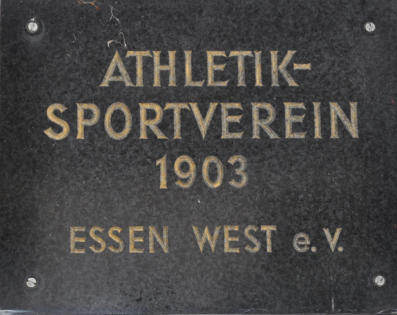 ATHLETIK-
SPORTVEREIN
1903
ESSEN WEST e.V.